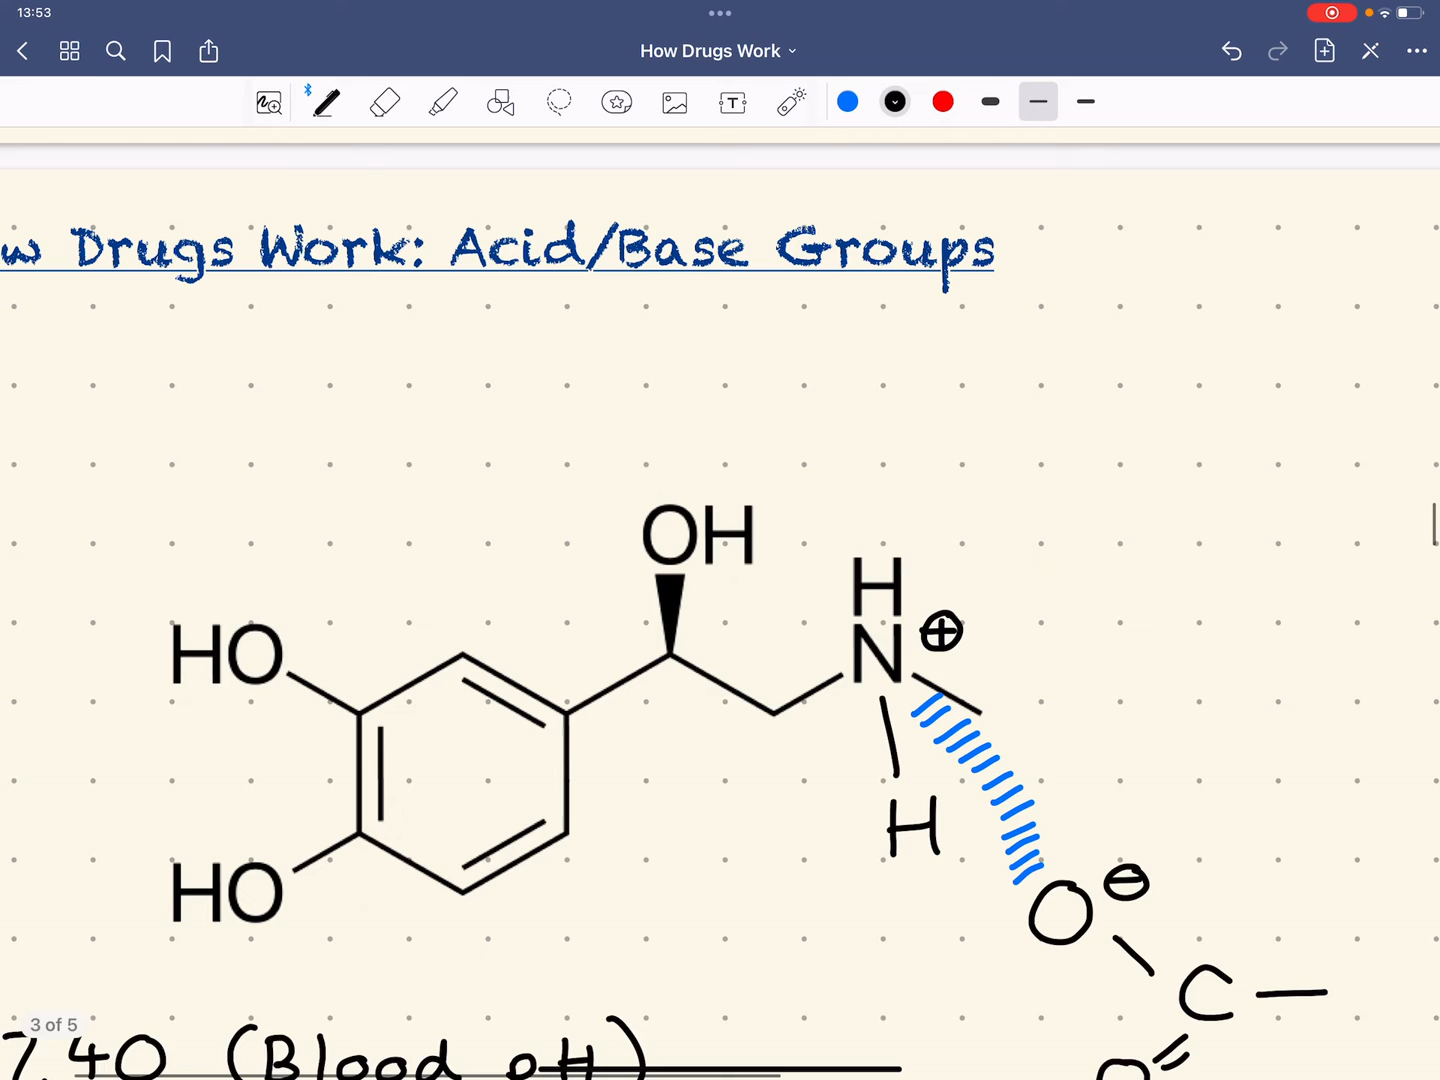 13:53
How Drugs Work
T
w Drugs Work: Acid/Base Groups
OH
H
N ⊕
HO
H
HO
O ⊖
C
O
3 of 5
7.40 (Blood pH)